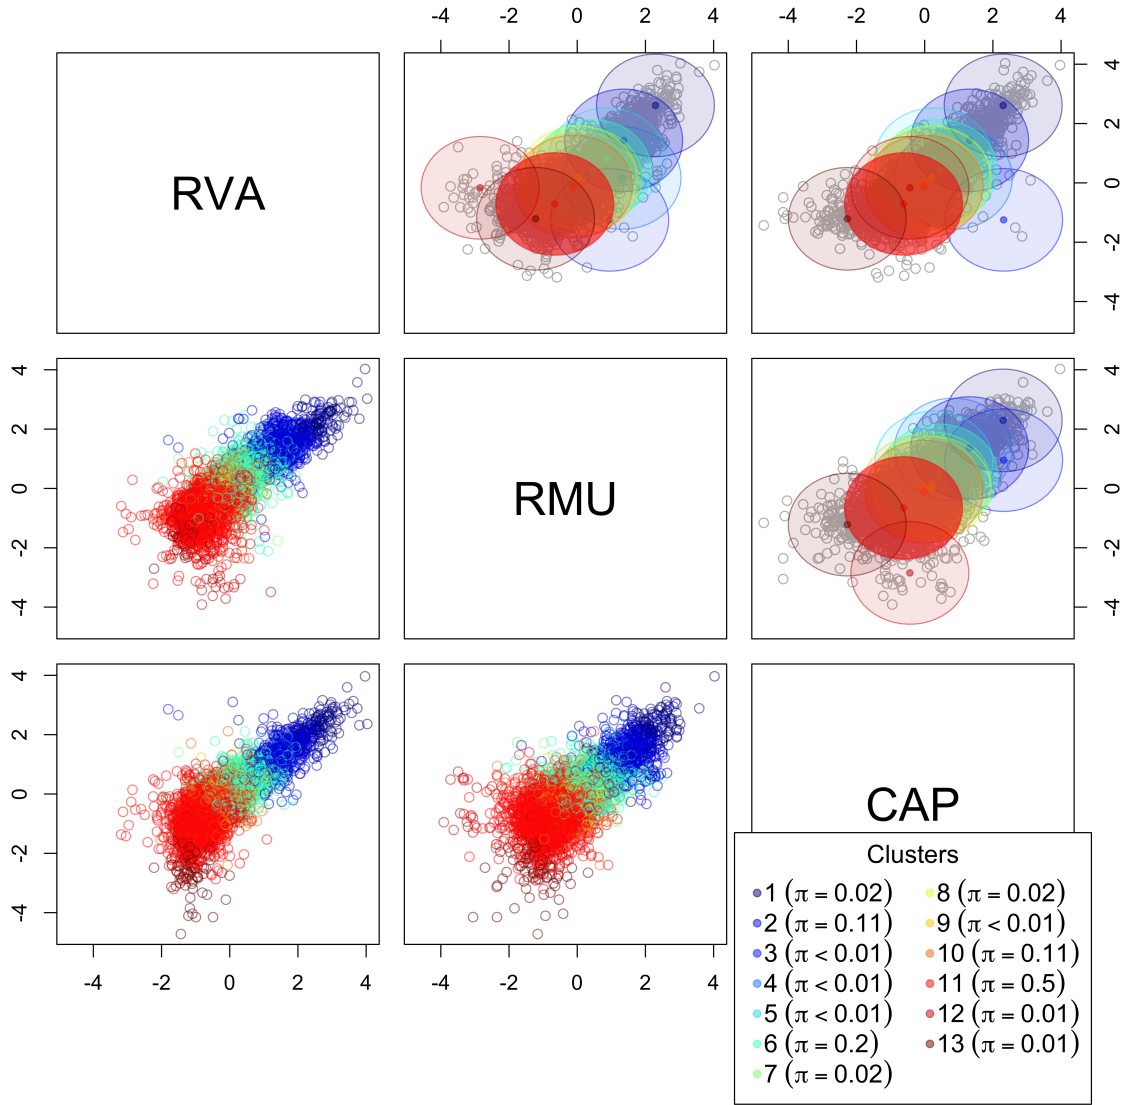 -4 -2 0 2 4 -4 -2 0 2 4
RVA
4
2
0
-2
-4
4
2
0
-2
-4
RMU
4
2
0
-2
-4
4
2
0
-2
-4
CAP
-4 -2 0 2 4 -4 -2 0 2 4
Clusters
1 (π = 0.02) 8 (π = 0.02)
2 (π = 0.11) 9 (π < 0.01)
3 (π < 0.01) 10 (π = 0.11)
4 (π < 0.01) 11 (π = 0.5)
5 (π < 0.01) 12 (π = 0.01)
6 (π = 0.2) 13 (π = 0.01)
7 (π = 0.02)